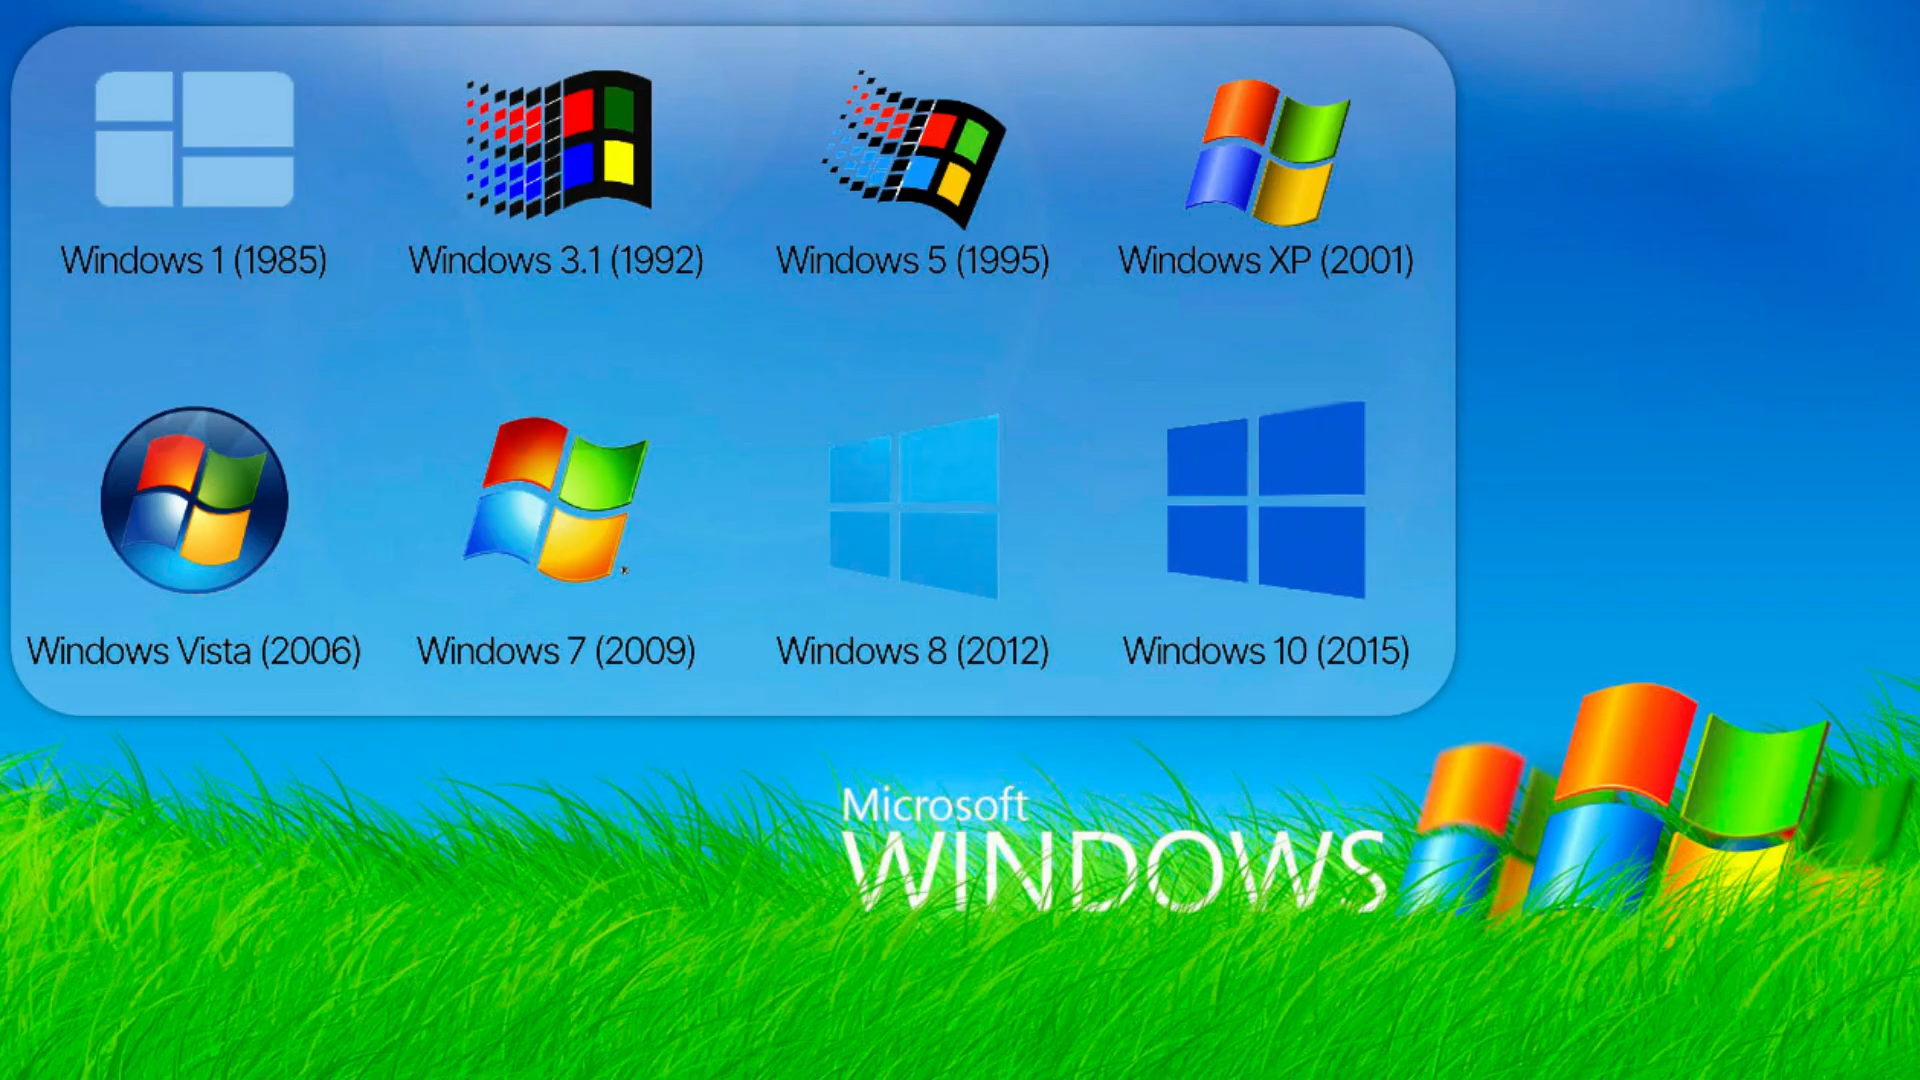 Windows 1 (1985)
Windows 3.1 (1992)
Windows 5 (1995)
Windows XP (2001)
Windows Vista (2006)
Windows 7 (2009)
Windows 8 (2012)
Windows 10 (2015)
Microsoft
WINDOWS